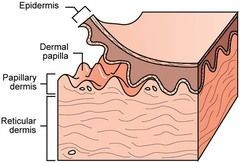 Epidermis
Dermal
papilla
Papillary
dermis
Reticular
dermis